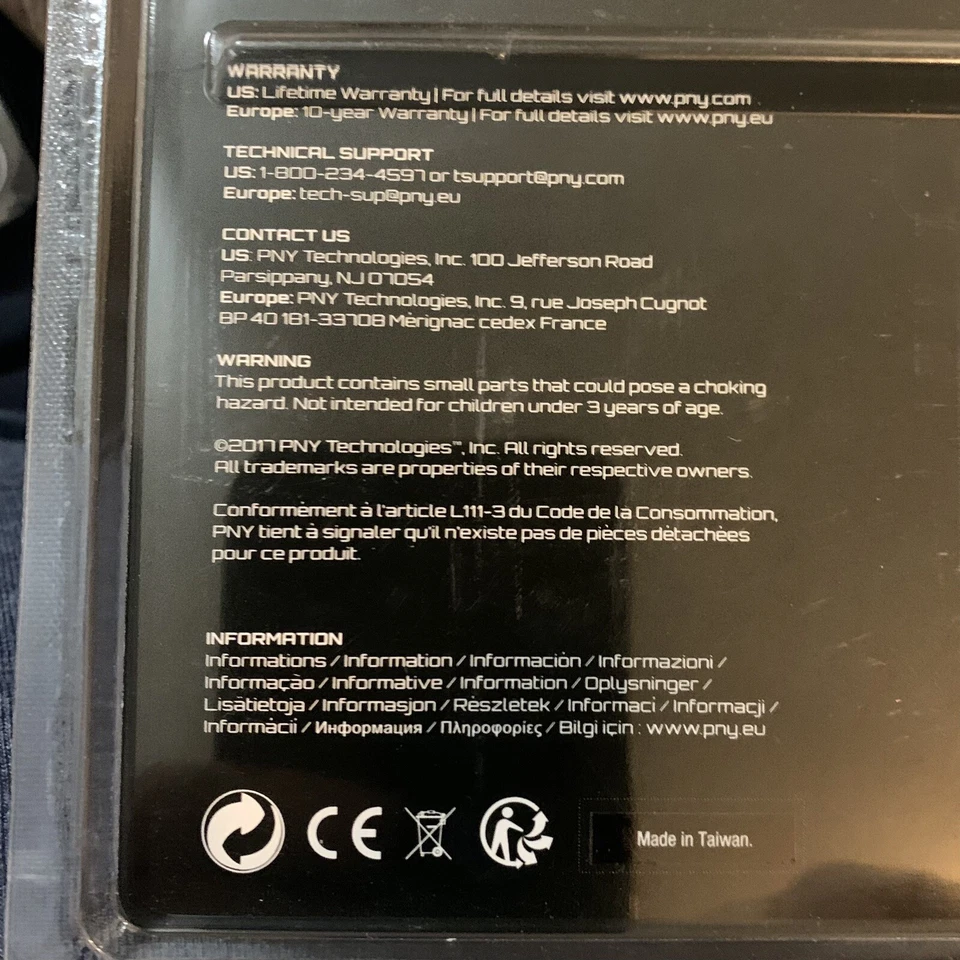 WARRANTY
US: Lifetime Warranty | For full details visit www.pny.com
Europe: 10-year Warranty | For full details visit www.pny.eu
TECHNICAL SUPPORT
US: 1-800-234-4597 or tsupport@pny.com
Europe: tech-sup@pny.eu
CONTACT US
US: PNY Technologies, Inc. 100 Jefferson Road
Parsippany, NJ 07054
Europe: PNY Technologies, Inc. 9, rue Joseph Cugnot
BP 40 181-33708 Mérignac cedex France
WARNING
This product contains small parts that could pose a choking
hazard. Not intended for children under 3 years of age.
©2017 PNY Technologies™, Inc. All rights reserved.
All trademarks are properties of their respective owners.
Conformément à l'article L111-3 du Code de la Consommation,
PNY tient à signaler qu'il n'existe pas de pièces détachées
pour ce produit.
INFORMATION
Informations / Information / Información / Informazioni /
Informação / Informative / Information / Oplysninger /
Lisätietoja / Informasjon / Részletek / Informaci / Informacji /
Informácií / Информация / Πληροφορίες / Bilgi için : www.pny.eu
CE
Made in Taiwan.